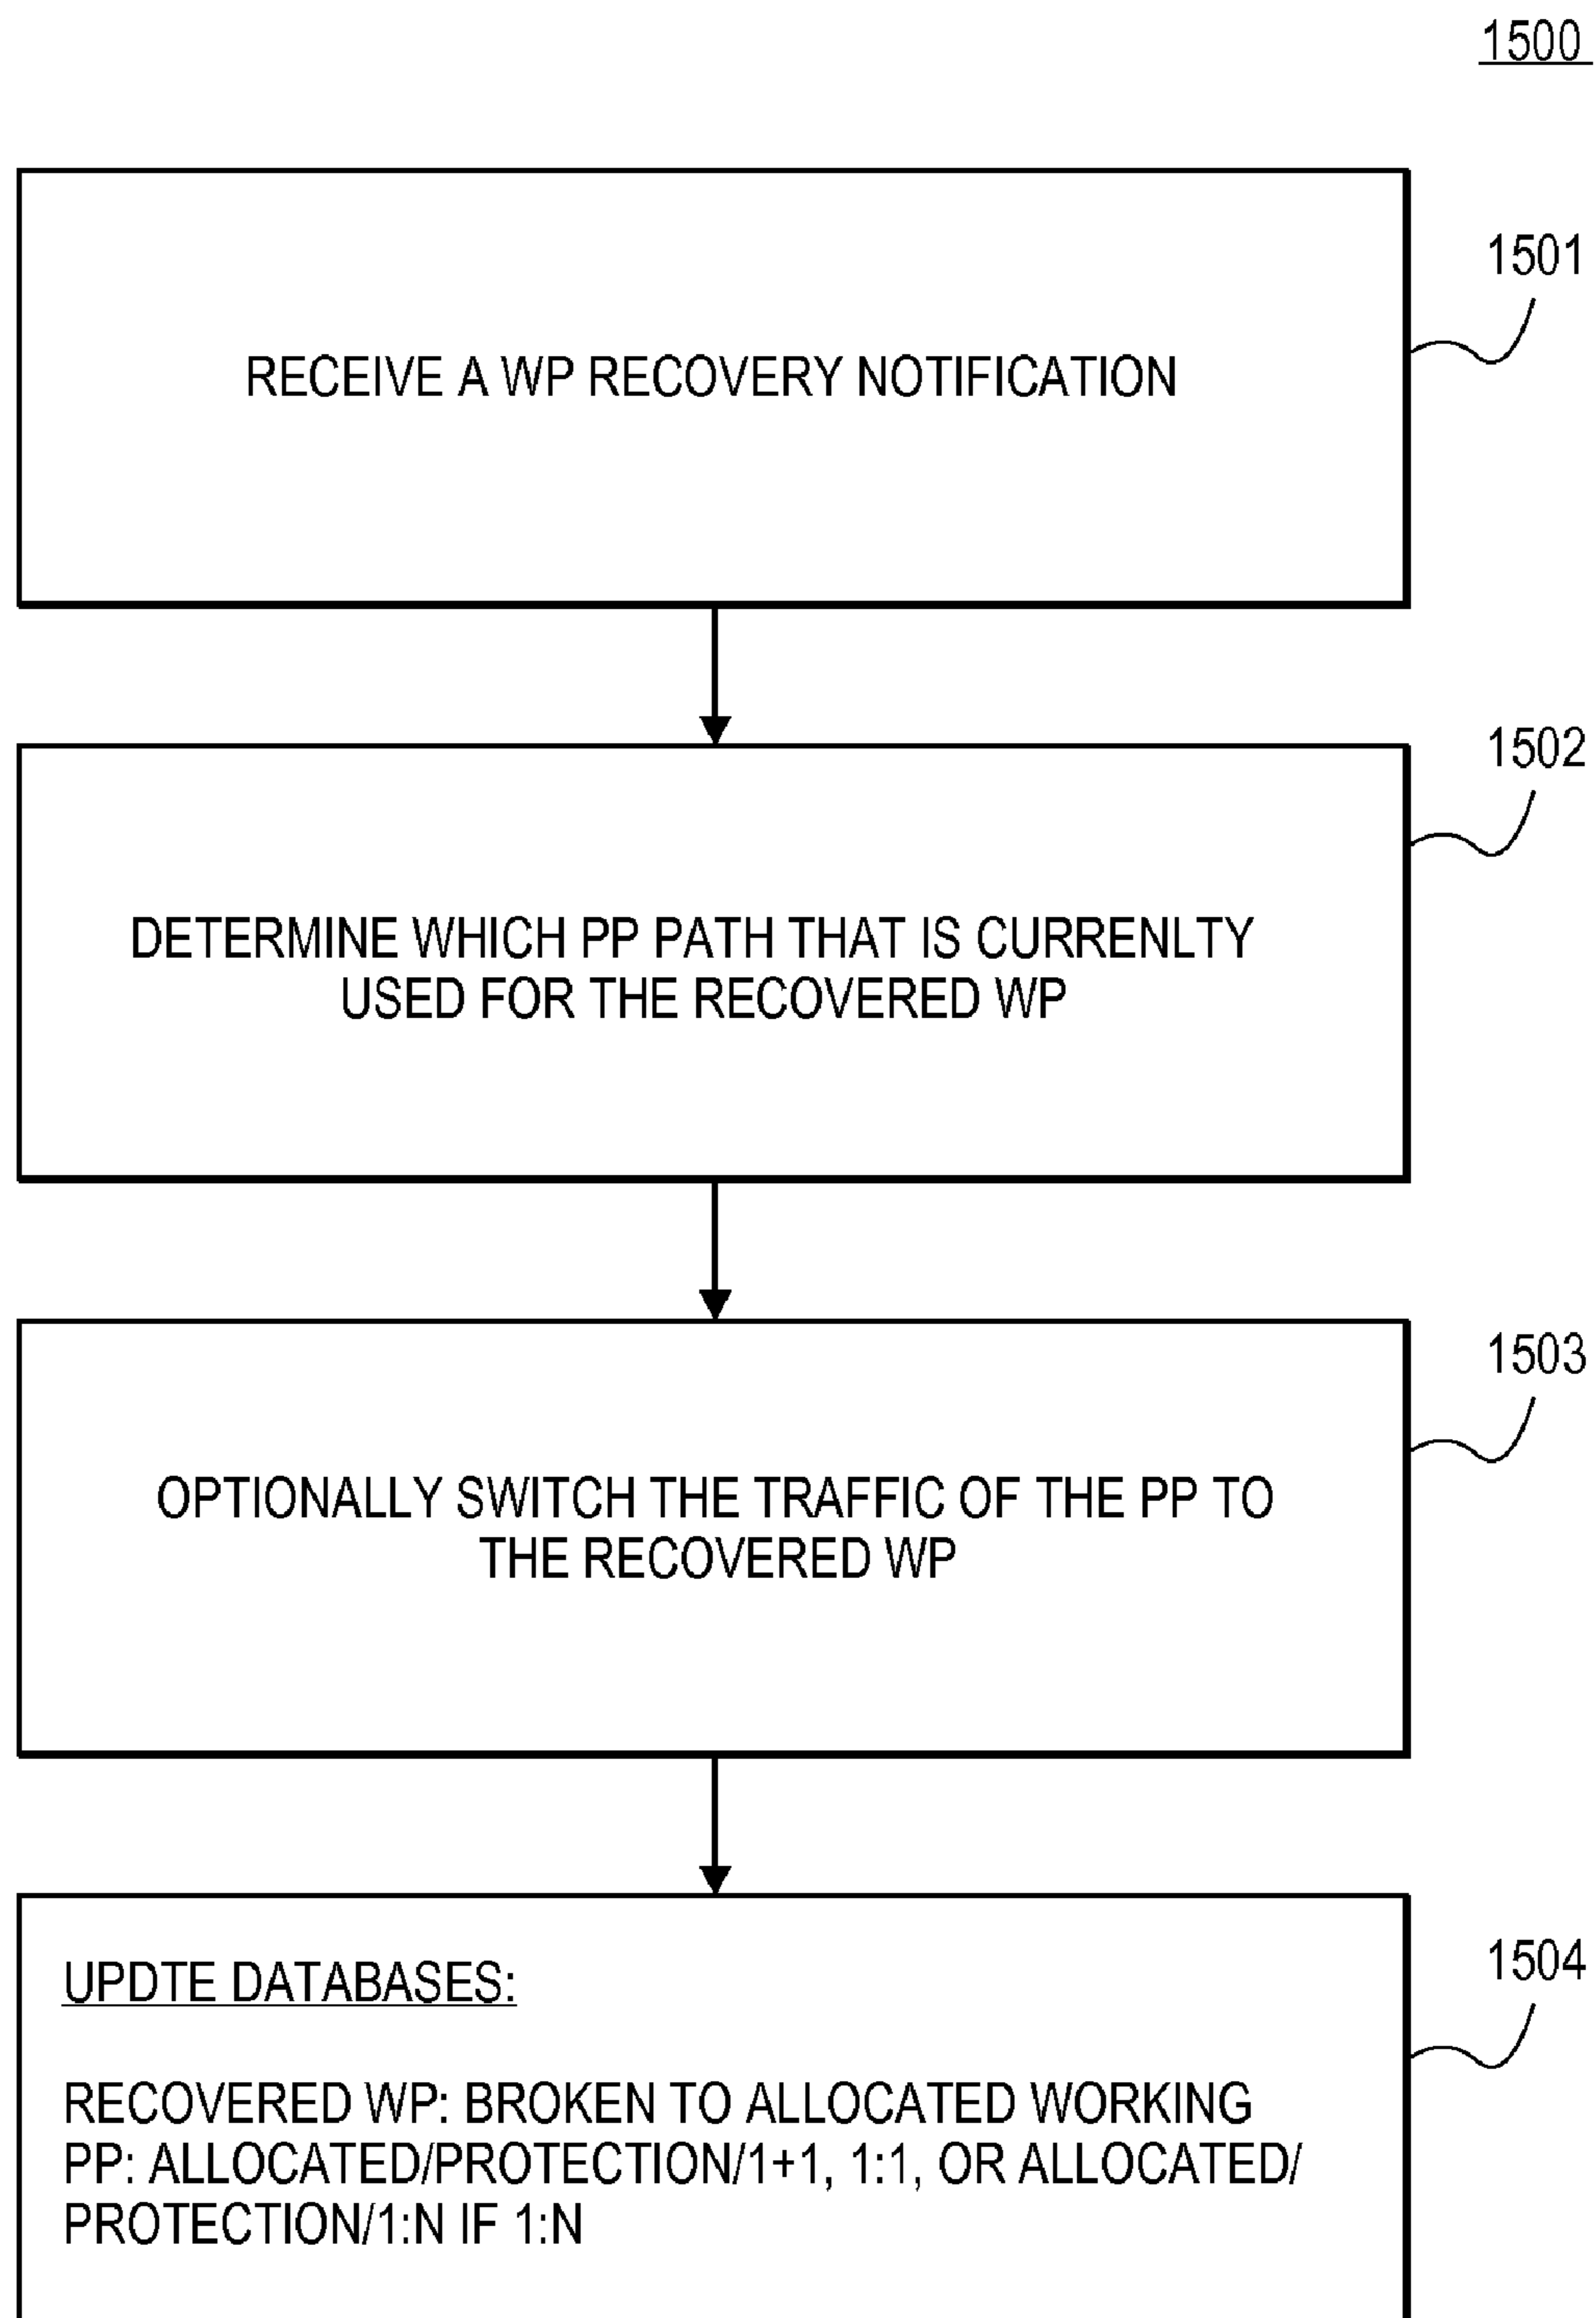 1500
1501
RECEIVE A WP RECOVERY NOTIFICATION
1502
DETERMINE WHICH PP PATH THAT IS CURRENLTY
USED FOR THE RECOVERED WP
1503
OPTIONALLY SWITCH THE TRAFFIC OF THE PP TO
THE RECOVERED WP
1504
UPDTE DATABASES:
RECOVERED WP: BROKEN TO ALLOCATED WORKING
PP: ALLOCATED/PROTECTION/1+1, 1:1, OR ALLOCATED/
PROTECTION/1:N IF 1:N